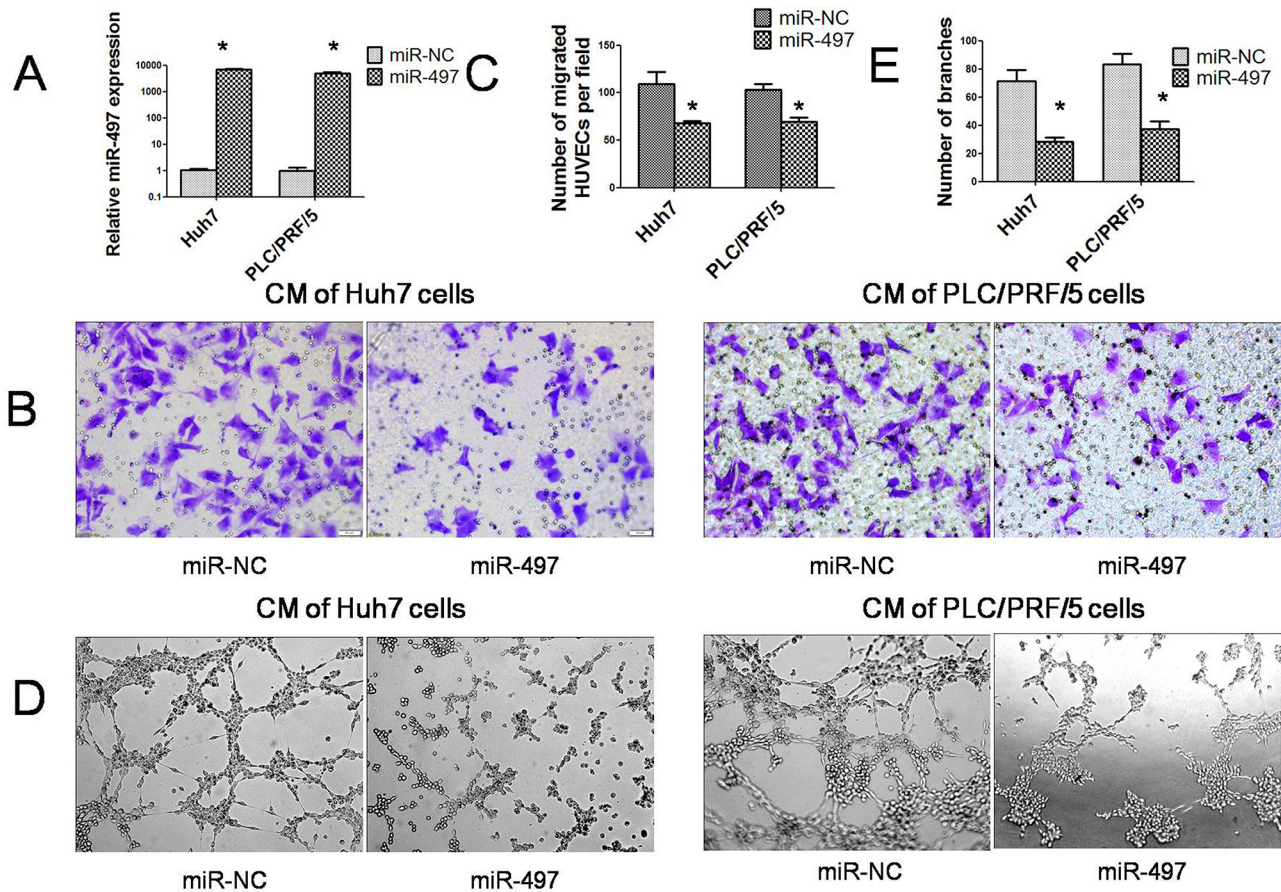 A
Relative miR-497 expression
10000
1000
100
10
1
0.1
*
*
Huh7
PLC/PRF/5
miR-NC
miR-497
C
Number of migrated
HUVECs per field
150
100
50
0
*
*
Huh7
PLC/PRF/5
miR-NC
miR-497
E
Number of branches
80
60
40
20
0
*
*
Huh7
PLC/PRF/5
miR-NC
miR-497
B
CM of Huh7 cells
CM of PLC/PRF/5 cells
miR-NC
miR-497
miR-NC
miR-497
D
CM of Huh7 cells
CM of PLC/PRF/5 cells
miR-NC
miR-497
miR-NC
miR-497